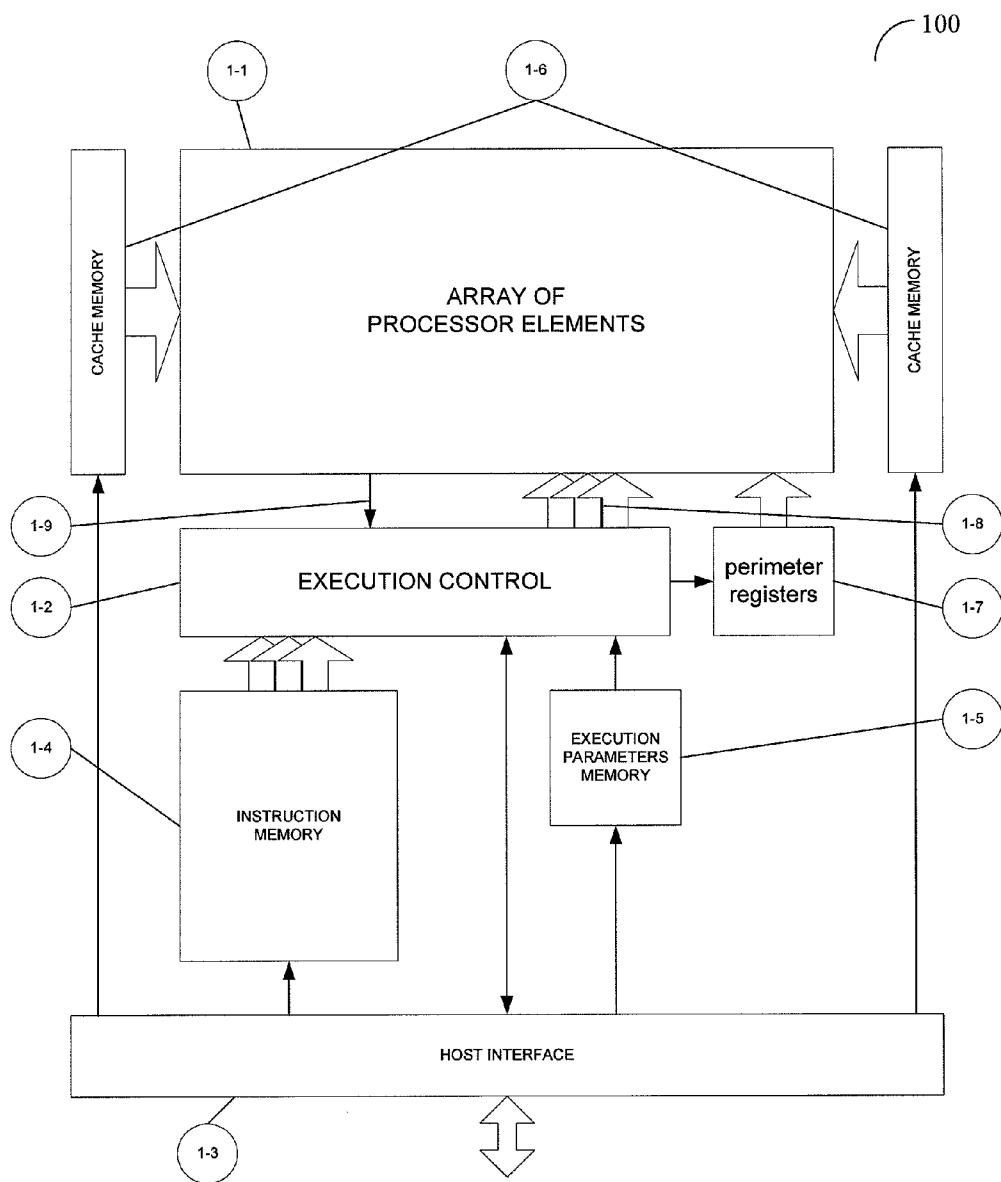 100
1-1
1-6
CACHE MEMORY
ARRAY OF
PROCESSOR ELEMENTS
CACHE MEMORY
1-9
1-8
1-2
EXECUTION CONTROL
perimeter
registers
1-7
1-4
INSTRUCTION
MEMORY
EXECUTION
PARAMETERS
MEMORY
1-5
HOST INTERFACE
1-3